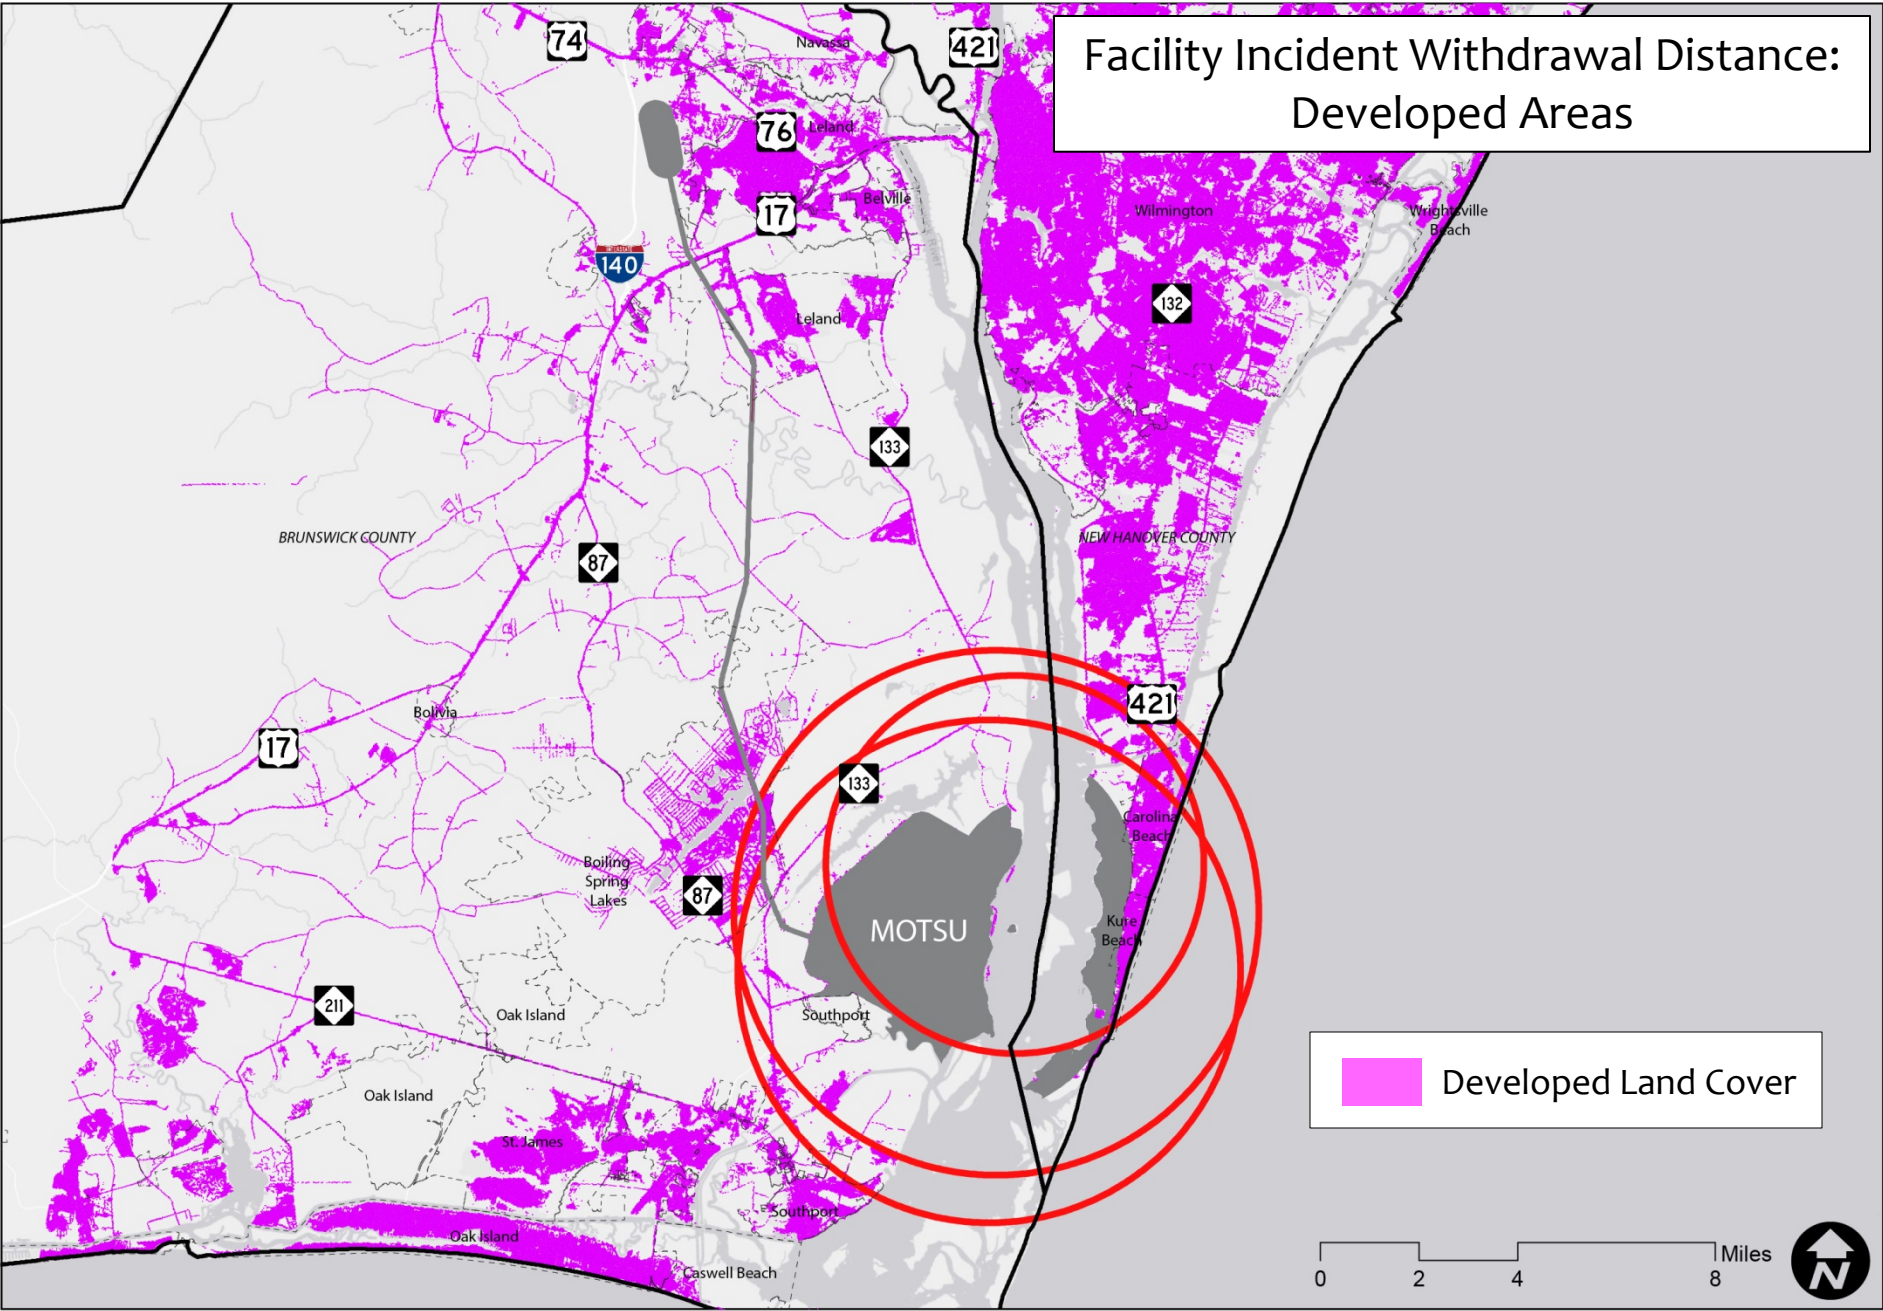 Facility Incident Withdrawal Distance:
Developed Areas
74
421
Navassa
76
Leland
17
Belville
Wilmington
Wrightsville
Beach
INTERSTATE
140
132
Leland
133
BRUNSWICK COUNTY
NEW HANOVER COUNTY
87
421
Bolivia
17
133
Carolina
Beach
Boiling
Spring
Lakes
87
MOTSU
Kure
Beach
211
Oak Island
Southport
Oak Island
Developed Land Cover
St. James
Southport
Oak Island
Caswell Beach
Miles
0 2 4 8
N